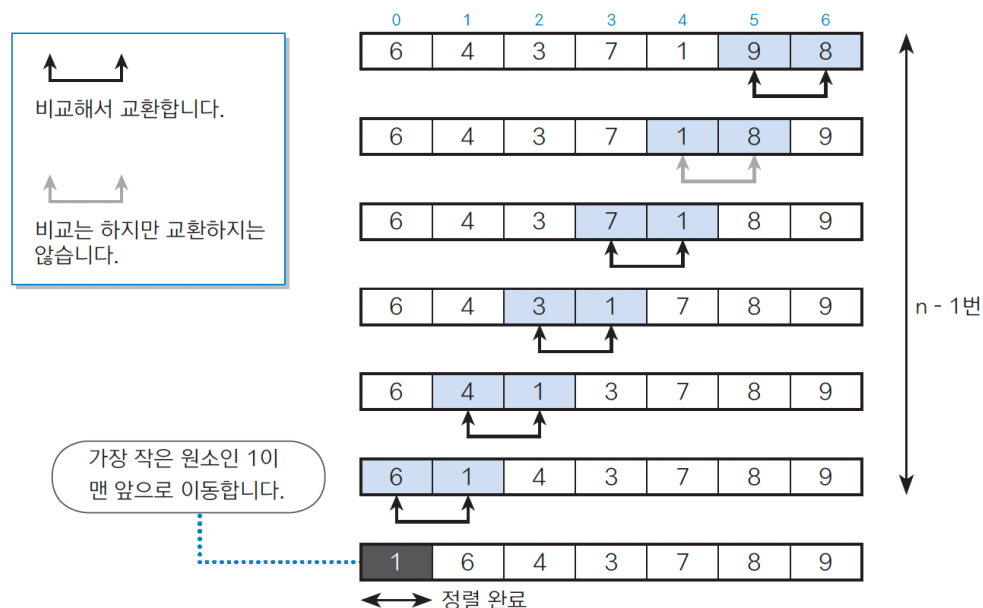 0 1 2 3 4 5 6
6 4 3 7 1 9 8
비교해서 교환합니다.
6 4 3 7 1 8 9
비교는 하지만 교환하지는
않습니다.
6 4 3 7 1 8 9
6 4 3 1 7 8 9
n - 1번
6 4 1 3 7 8 9
가장 작은 원소인 1이
맨 앞으로 이동합니다.
6 1 4 3 7 8 9
1 6 4 3 7 8 9
정렬 완료